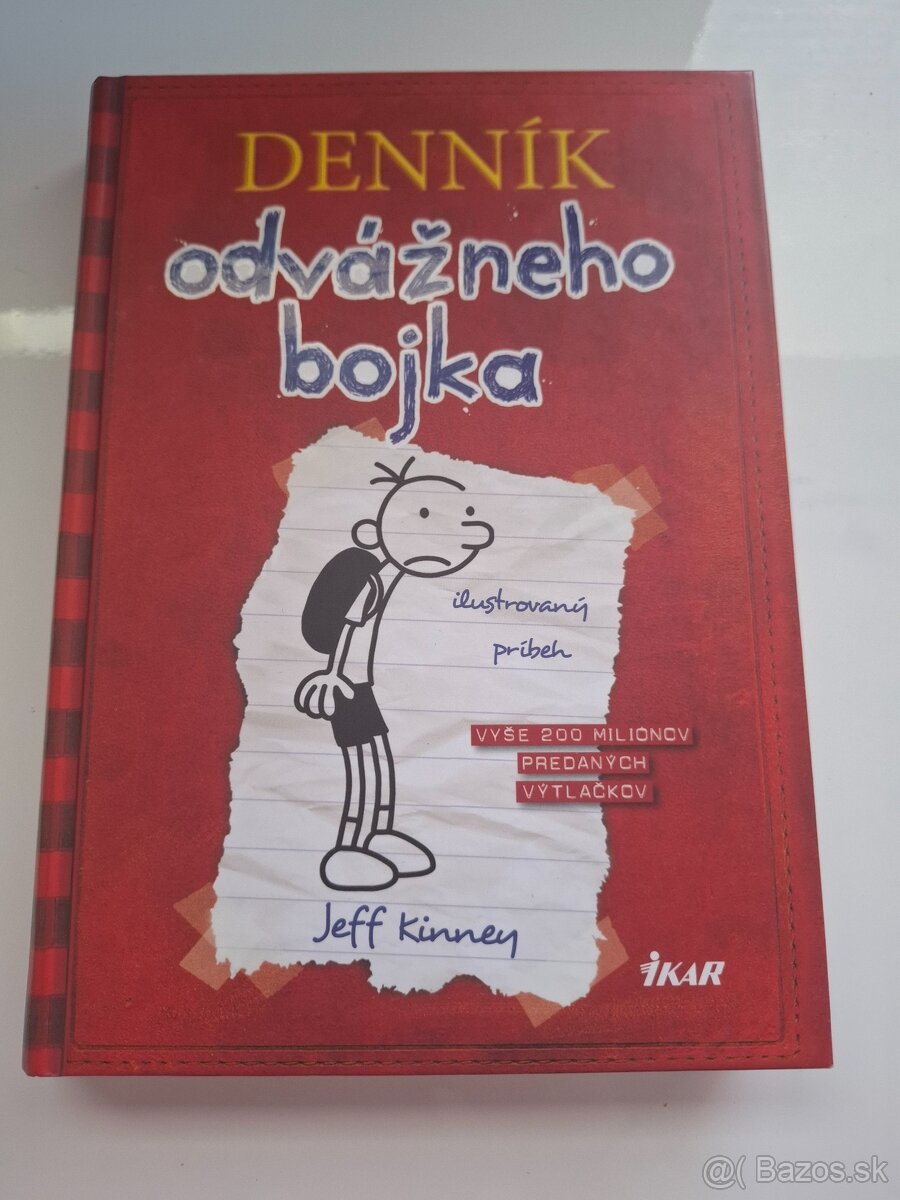 DENNÍK
odvážneho
bojka
ilustrovaný
príbeh
VYŠE 200 MILIÓNOV
PREDANÝCH
VÝTLAČKOV
Jeff Kinney
IKAR
@( Bazos.sk